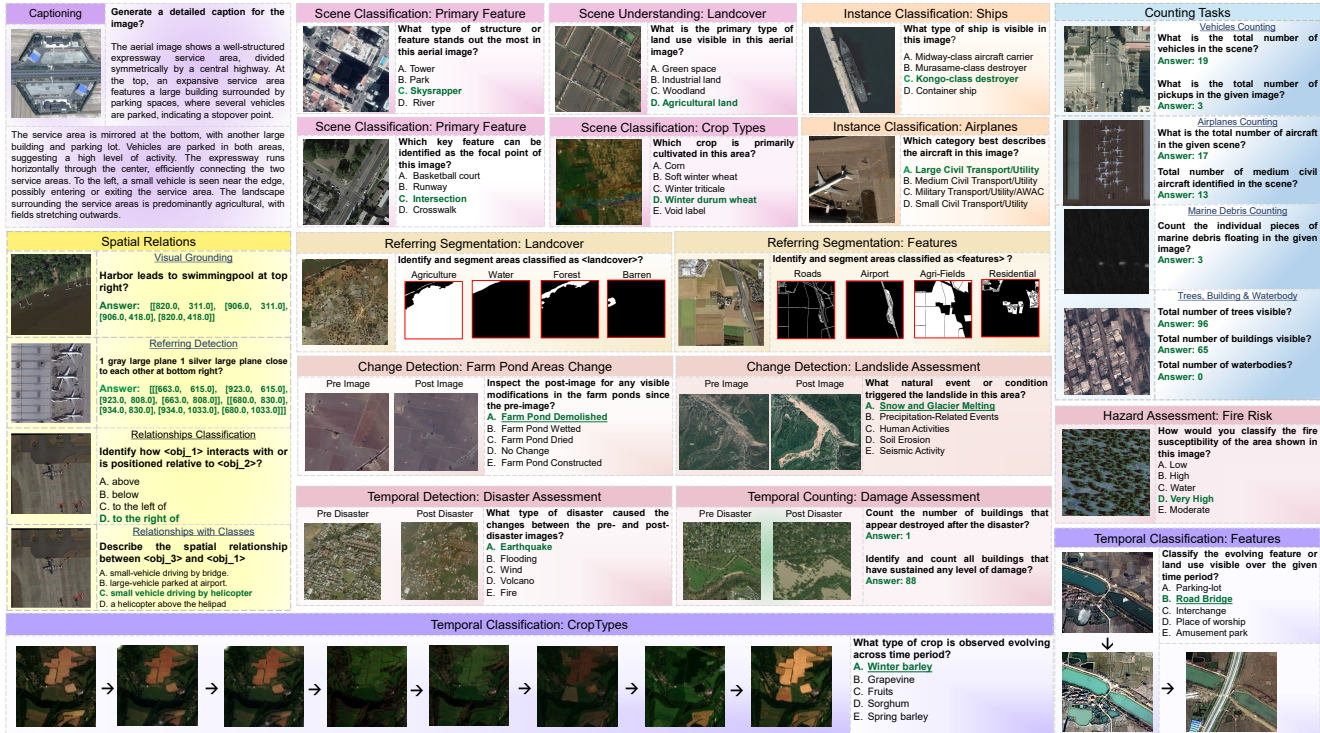 Captioning
Generate a detailed caption for the
image?
The aerial image shows a well-structured
expressway service area, divided
symmetrically by a central highway. At
the top, an expansive service area
features a large building surrounded by
parking spaces, where several vehicles
are parked, indicating a stopover point.
The service area is mirrored at the bottom, with another large
building and parking lot. Vehicles are parked in both areas,
suggesting a high level of activity. The expressway runs
horizontally through the center, efficiently connecting the two
service areas. To the left, a small vehicle is seen near the edge,
possibly entering or exiting the service area. The landscape
surrounding the service areas is predominantly agricultural, with
fields stretching outwards.
Scene Classification: Primary Feature
What type of structure or
feature stands out the most in
this aerial image?
A. Tower
B. Park
C. Skysrapper
D. River
Scene Understanding: Landcover
What is the primary type of
land use visible in this aerial
image?
A. Green space
B. Industrial land
C. Woodland
D. Agricultural land
Instance Classification: Ships
What type of ship is visible in
this image?
A. Midway-class aircraft carrier
B. Murasame-class destroyer
C. Kongo-class destroyer
D. Container ship
Scene Classification: Primary Feature
Which key feature can be
identified as the focal point of
this image?
A. Basketball court
B. Runway
C. Intersection
D. Crosswalk
Scene Classification: Crop Types
Which crop is primarily
cultivated in this area?
A. Corn
B. Soft winter wheat
C. Winter triticale
D. Winter durum wheat
E. Void label
Instance Classification: Airplanes
Which category best describes
the aircraft in this image?
A. Large Civil Transport/Utility
B. Medium Civil Transport/Utility
C. Military Transport/Utility/AWAC
D. Small Civil Transport/Utility
Counting Tasks
Vehicles Counting
What is the total number of
vehicles in the scene?
Answer: 19
What is the total number of
pickups in the given image?
Answer: 3
Airplanes Counting
What is the total number of aircraft
in the given scene?
Answer: 17
Total number of medium civil
aircraft identified in the scene?
Answer: 13
Marine Debris Counting
Count the individual pieces of
marine debris floating in the given
image?
Answer: 3
Trees, Building & Waterbody
Total number of trees visible?
Answer: 96
Total number of buildings visible?
Answer: 65
Total number of waterbodies?
Answer: 0
Spatial Relations
Visual Grounding
Harbor leads to swimmingpool at top
right?
Answer: [[820.0, 311.0], [906.0, 311.0],
[906.0, 418.0], [820.0, 418.0]]
Referring Detection
1 gray large plane 1 silver large plane close
to each other at bottom right?
Answer: [[[663.0, 615.0], [923.0, 615.0],
[923.0, 808.0], [663.0, 808.0]], [[680.0, 830.0],
[934.0, 830.0], [934.0, 1033.0], [680.0, 1033.0]]]
Relationships Classification
Identify how <obj_1> interacts with or
is positioned relative to <obj_2>?
A. above
B. below
C. to the left of
D. to the right of
Relationships with Classes
Describe the spatial relationship
between <obj_3> and <obj_1>
A. small-vehicle driving by bridge.
B. large-vehicle parked at airport.
C. small vehicle driving by helicopter
D. a helicopter above the helipad
Referring Segmentation: Landcover
Identify and segment areas classified as <landcover>?
Agriculture Water Forest Barren
Referring Segmentation: Features
Identify and segment areas classified as <features> ?
Roads Airport Agri-Fields Residential
Change Detection: Farm Pond Areas Change
Pre Image Post Image
Inspect the post-image for any visible
modifications in the farm ponds since
the pre-image?
A. Farm Pond Demolished
B. Farm Pond Wetted
C. Farm Pond Dried
D. No Change
E. Farm Pond Constructed
Change Detection: Landslide Assessment
Pre Image Post Image
What natural event or condition
triggered the landslide in this area?
A. Snow and Glacier Melting
B. Precipitation-Related Events
C. Human Activities
D. Soil Erosion
E. Seismic Activity
Hazard Assessment: Fire Risk
How would you classify the fire
susceptibility of the area shown in
this image?
A. Low
B. High
C. Water
D. Very High
E. Moderate
Temporal Detection: Disaster Assessment
Pre Disaster Post Disaster
What type of disaster caused the
changes between the pre- and post-
disaster images?
A. Earthquake
B. Flooding
C. Wind
D. Volcano
E. Fire
Temporal Counting: Damage Assessment
Pre Disaster Post Disaster
Count the number of buildings that
appear destroyed after the disaster?
Answer: 1
Identify and count all buildings that
have sustained any level of damage?
Answer: 88
Temporal Classification: Features
Classify the evolving feature or
land use visible over the given
time period?
A. Parking-lot
B. Road Bridge
C. Interchange
D. Place of worship
E. Amusement park
Temporal Classification: CropTypes
What type of crop is observed evolving
across time period?
A. Winter barley
B. Grapevine
C. Fruits
D. Sorghum
E. Spring barley